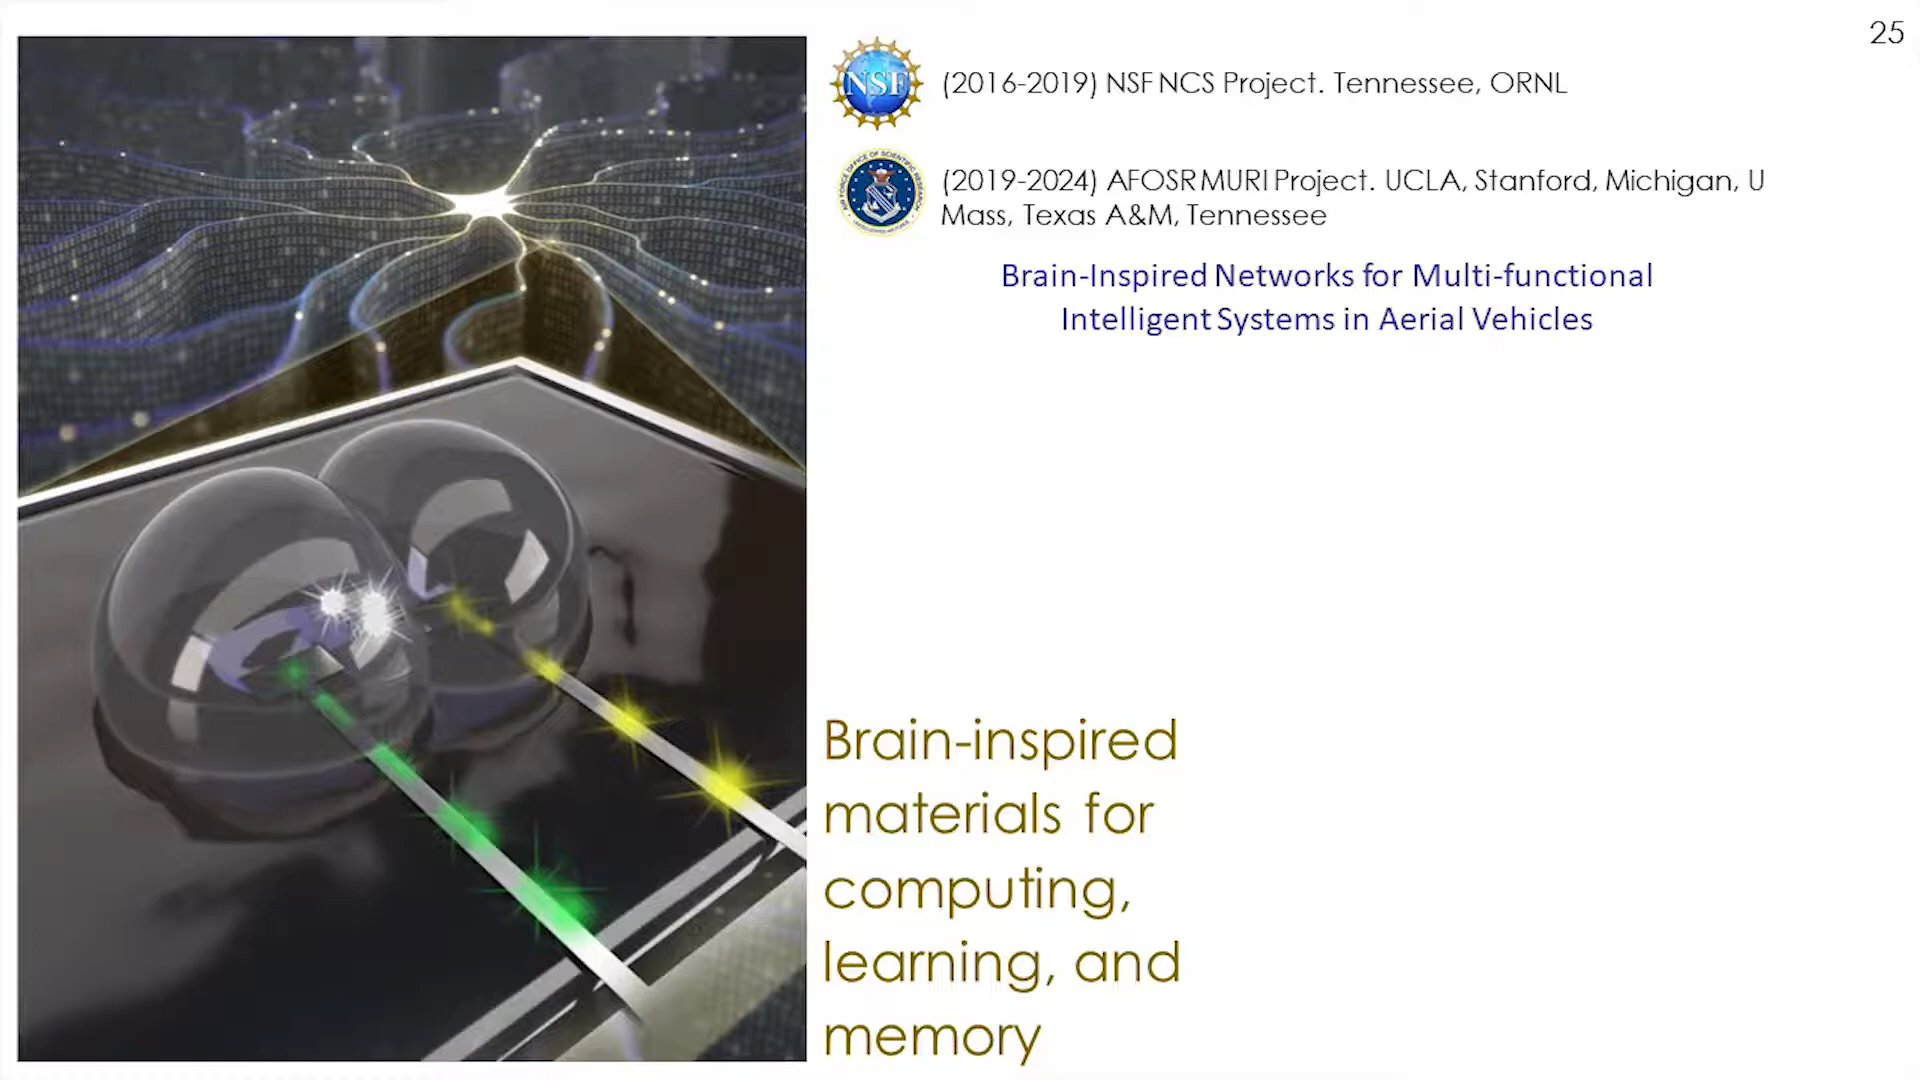 25
NSF
(2016-2019) NSF NCS Project. Tennessee, ORNL
(2019-2024) AFOSR MURI Project. UCLA, Stanford, Michigan, U
Mass, Texas A&M, Tennessee
Brain-Inspired Networks for Multi-functional
Intelligent Systems in Aerial Vehicles
Brain-inspired
materials for
computing,
learning, and
memory